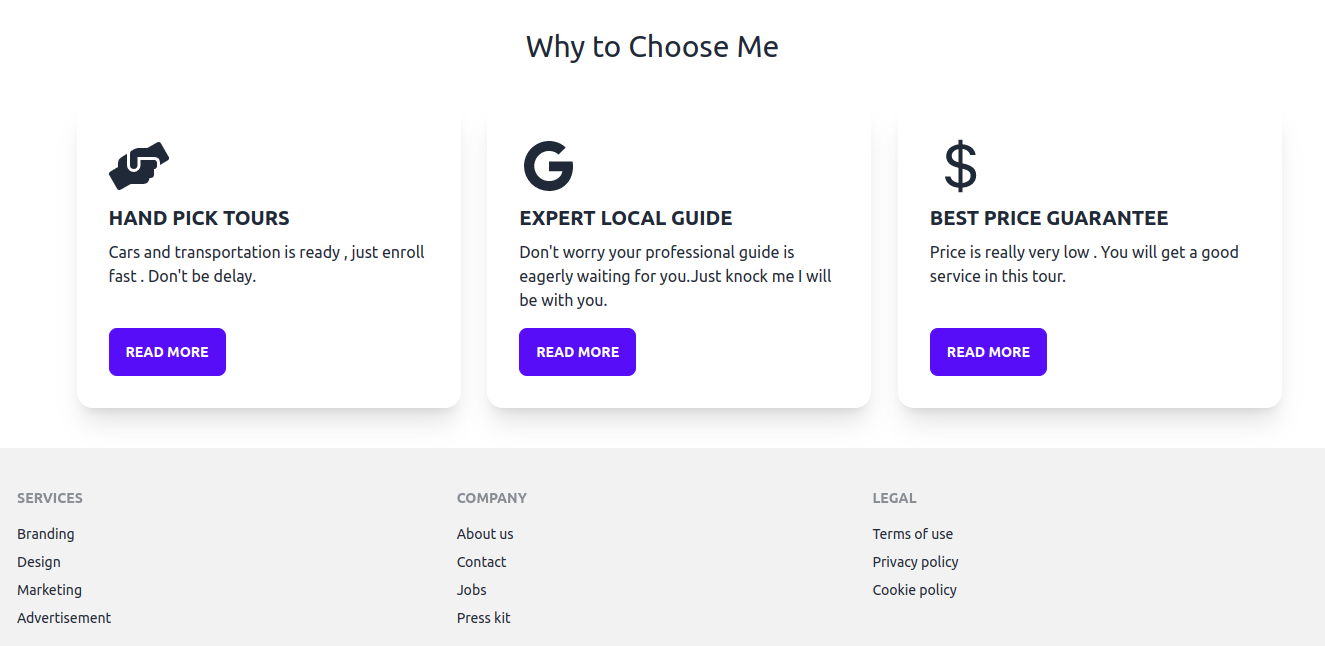 Why to Choose Me
HAND PICK TOURS
Cars and transportation is ready , just enroll
fast . Don't be delay.
READ MORE
EXPERT LOCAL GUIDE
Don't worry your professional guide is
eagerly waiting for you.Just knock me I will
be with you.
READ MORE
$
BEST PRICE GUARANTEE
Price is really very low . You will get a good
service in this tour.
READ MORE
SERVICES
Branding
Design
Marketing
Advertisement
COMPANY
About us
Contact
Jobs
Press kit
LEGAL
Terms of use
Privacy policy
Cookie policy